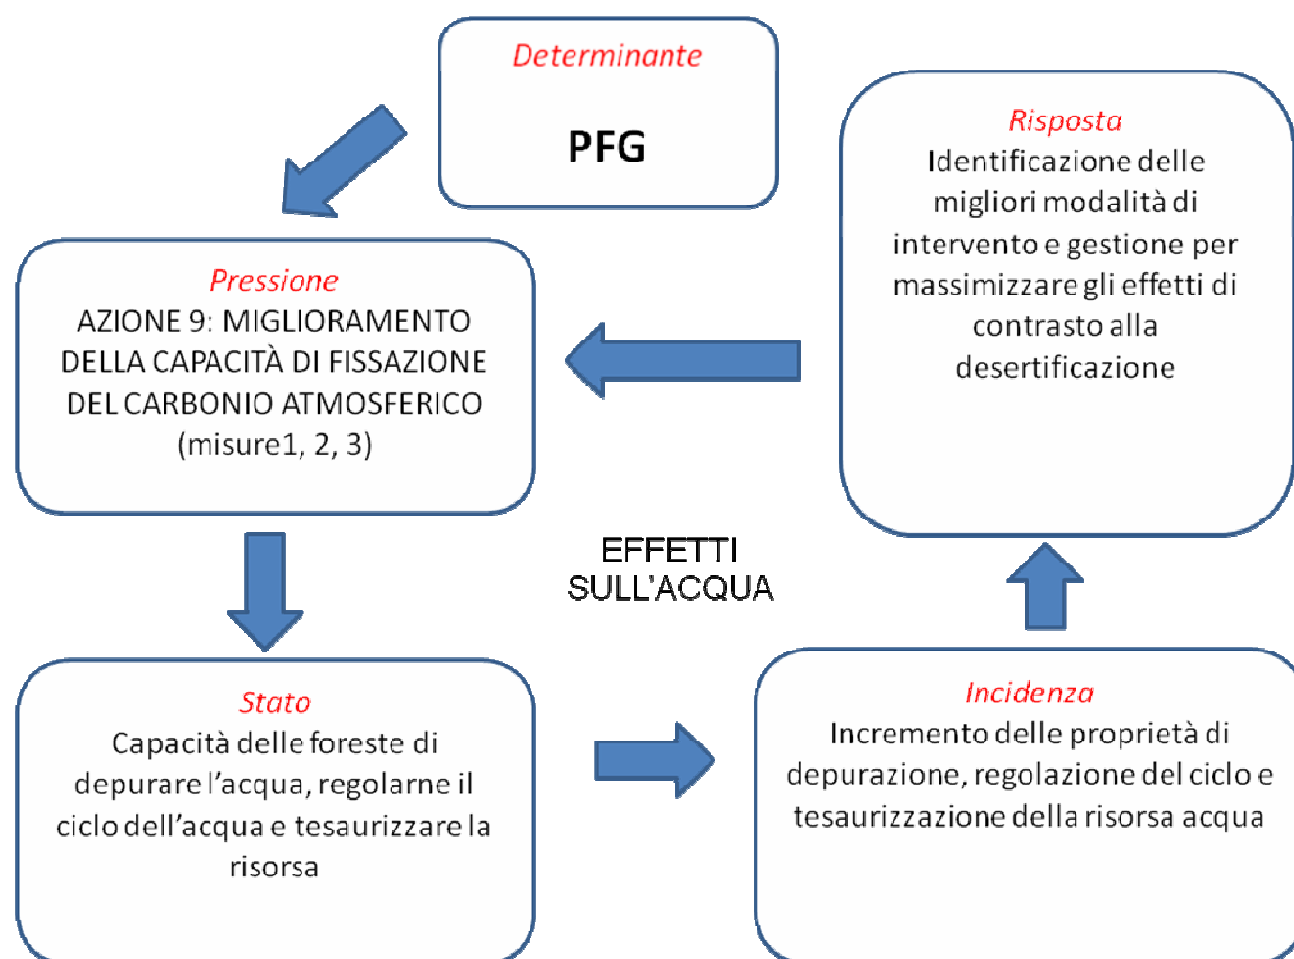 Determinante
PFG
Pressione
AZIONE 9: MIGLIORAMENTO
DELLA CAPACITÀ DI FISSAZIONE
DEL CARBONIO ATMOSFERICO
(misure1, 2, 3)
Risposta
Identificazione delle
migliori modalità di
intervento e gestione per
massimizzare gli effetti di
contrasto alla
desertificazione
EFFETTI
SULL'ACQUA
Stato
Capacità delle foreste di
depurare l'acqua, regolarne il
ciclo dell'acqua e tesaurizzare la
risorsa
Incidenza
Incremento delle proprietà di
depurazione, regolazione del ciclo e
tesaurizzazione della risorsa acqua